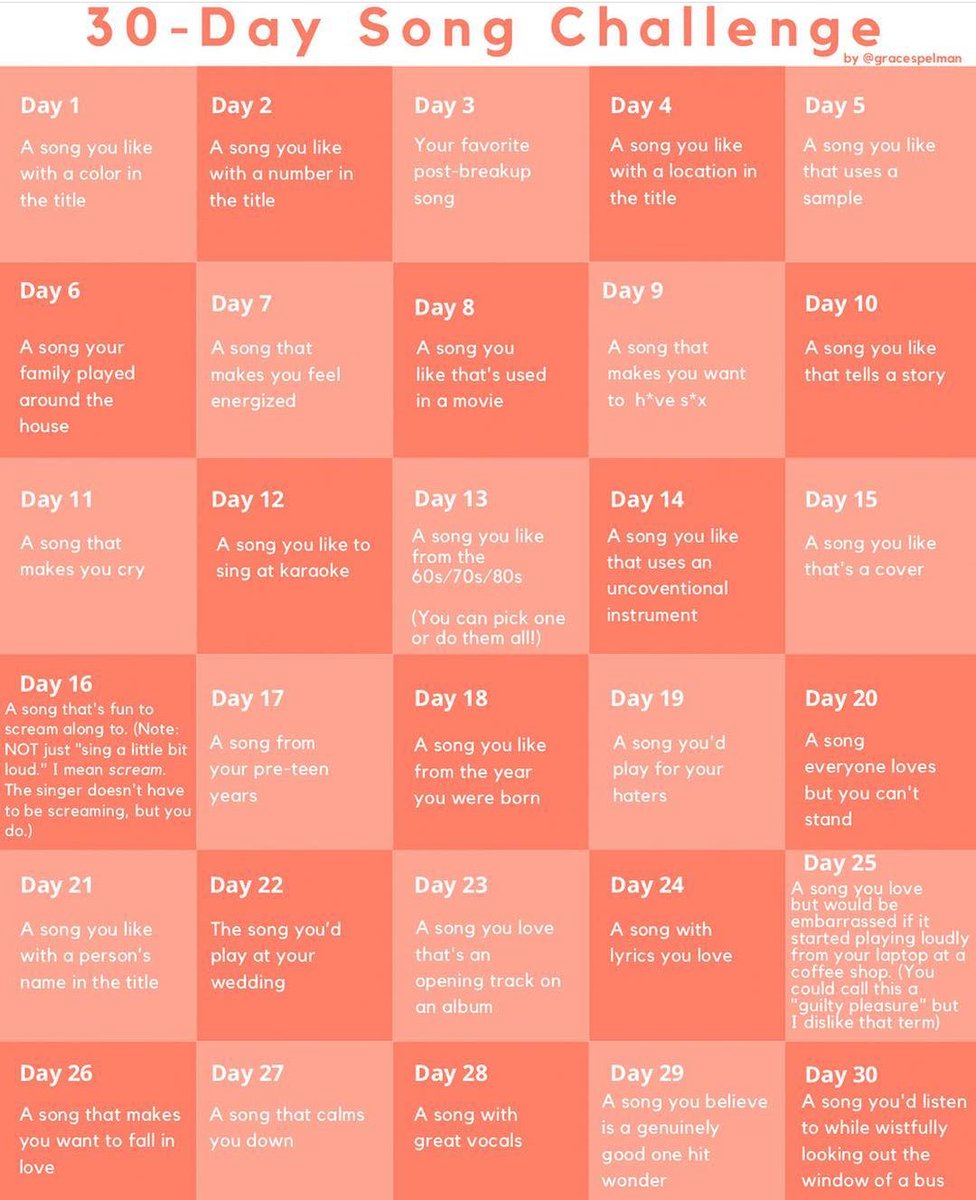 30-Day Song Challenge
by @gracespelman
Day 1
A song you like
with a color in
the title
Day 2
A song you like
with a number in
the title
Day 3
Your favorite
post-breakup
song
Day 4
A song you like
with a location in
the title
Day 5
A song you like
that uses a
sample
Day 6
A song your
family played
around the
house
Day 7
A song that
makes you feel
energized
Day 8
A song you
like that's used
in a movie
Day 9
A song that
makes you want
to h*ve s*x
Day 10
A song you like
that tells a story
Day 11
A song that
makes you cry
Day 12
A song you like to
sing at karaoke
Day 13
A song you like
from the
60s/70s/80s
(You can pick one
or do them all!)
Day 14
A song you like
that uses an
uncoventional
instrument
Day 15
A song you like
that's a cover
Day 16
A song that's fun to
scream along to. (Note:
NOT just "sing a little bit
loud." I mean scream.
The singer doesn't have
to be screaming, but you
do.)
Day 17
A song from
your pre-teen
years
Day 18
A song you like
from the year
you were born
Day 19
A song you'd
play for your
haters
Day 20
A song
everyone loves
but you can't
stand
Day 21
A song you like
with a person's
name in the title
Day 22
The song you'd
play at your
wedding
Day 23
A song you love
that's an
opening track on
an album
Day 24
A song with
lyrics you love
Day 25
A song you love
but would be
embarrassed if it
started playing loudly
from your laptop at a
coffee shop. (You
could call this a
"guilty pleasure" but
I dislike that term)
Day 26
A song that makes
you want to fall in
love
Day 27
A song that calms
you down
Day 28
A song with
great vocals
Day 29
A song you believe
is a genuinely
good one hit
wonder
Day 30
A song you'd listen
to while wistfully
looking out the
window of a bus